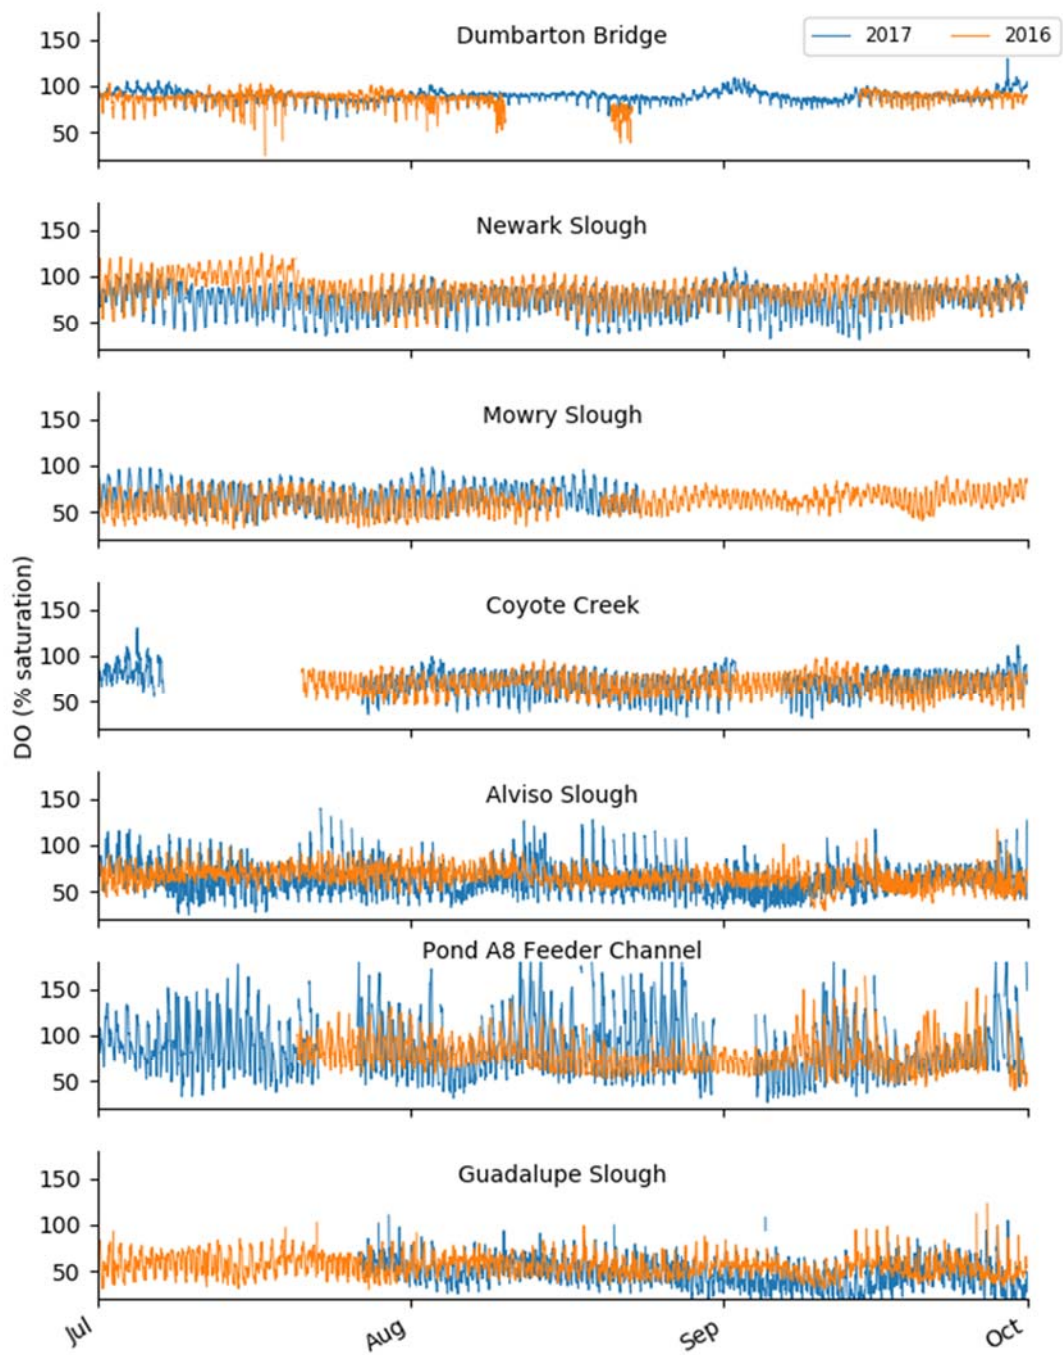 Dumbarton Bridge
2017 2016
150
100
50
Newark Slough
150
100
50
Mowry Slough
150
100
50
Coyote Creek
150
100
50
DO (% saturation)
Alviso Slough
150
100
50
Pond A8 Feeder Channel
150
100
50
Guadalupe Slough
150
100
50
Jul Aug Sep Oct